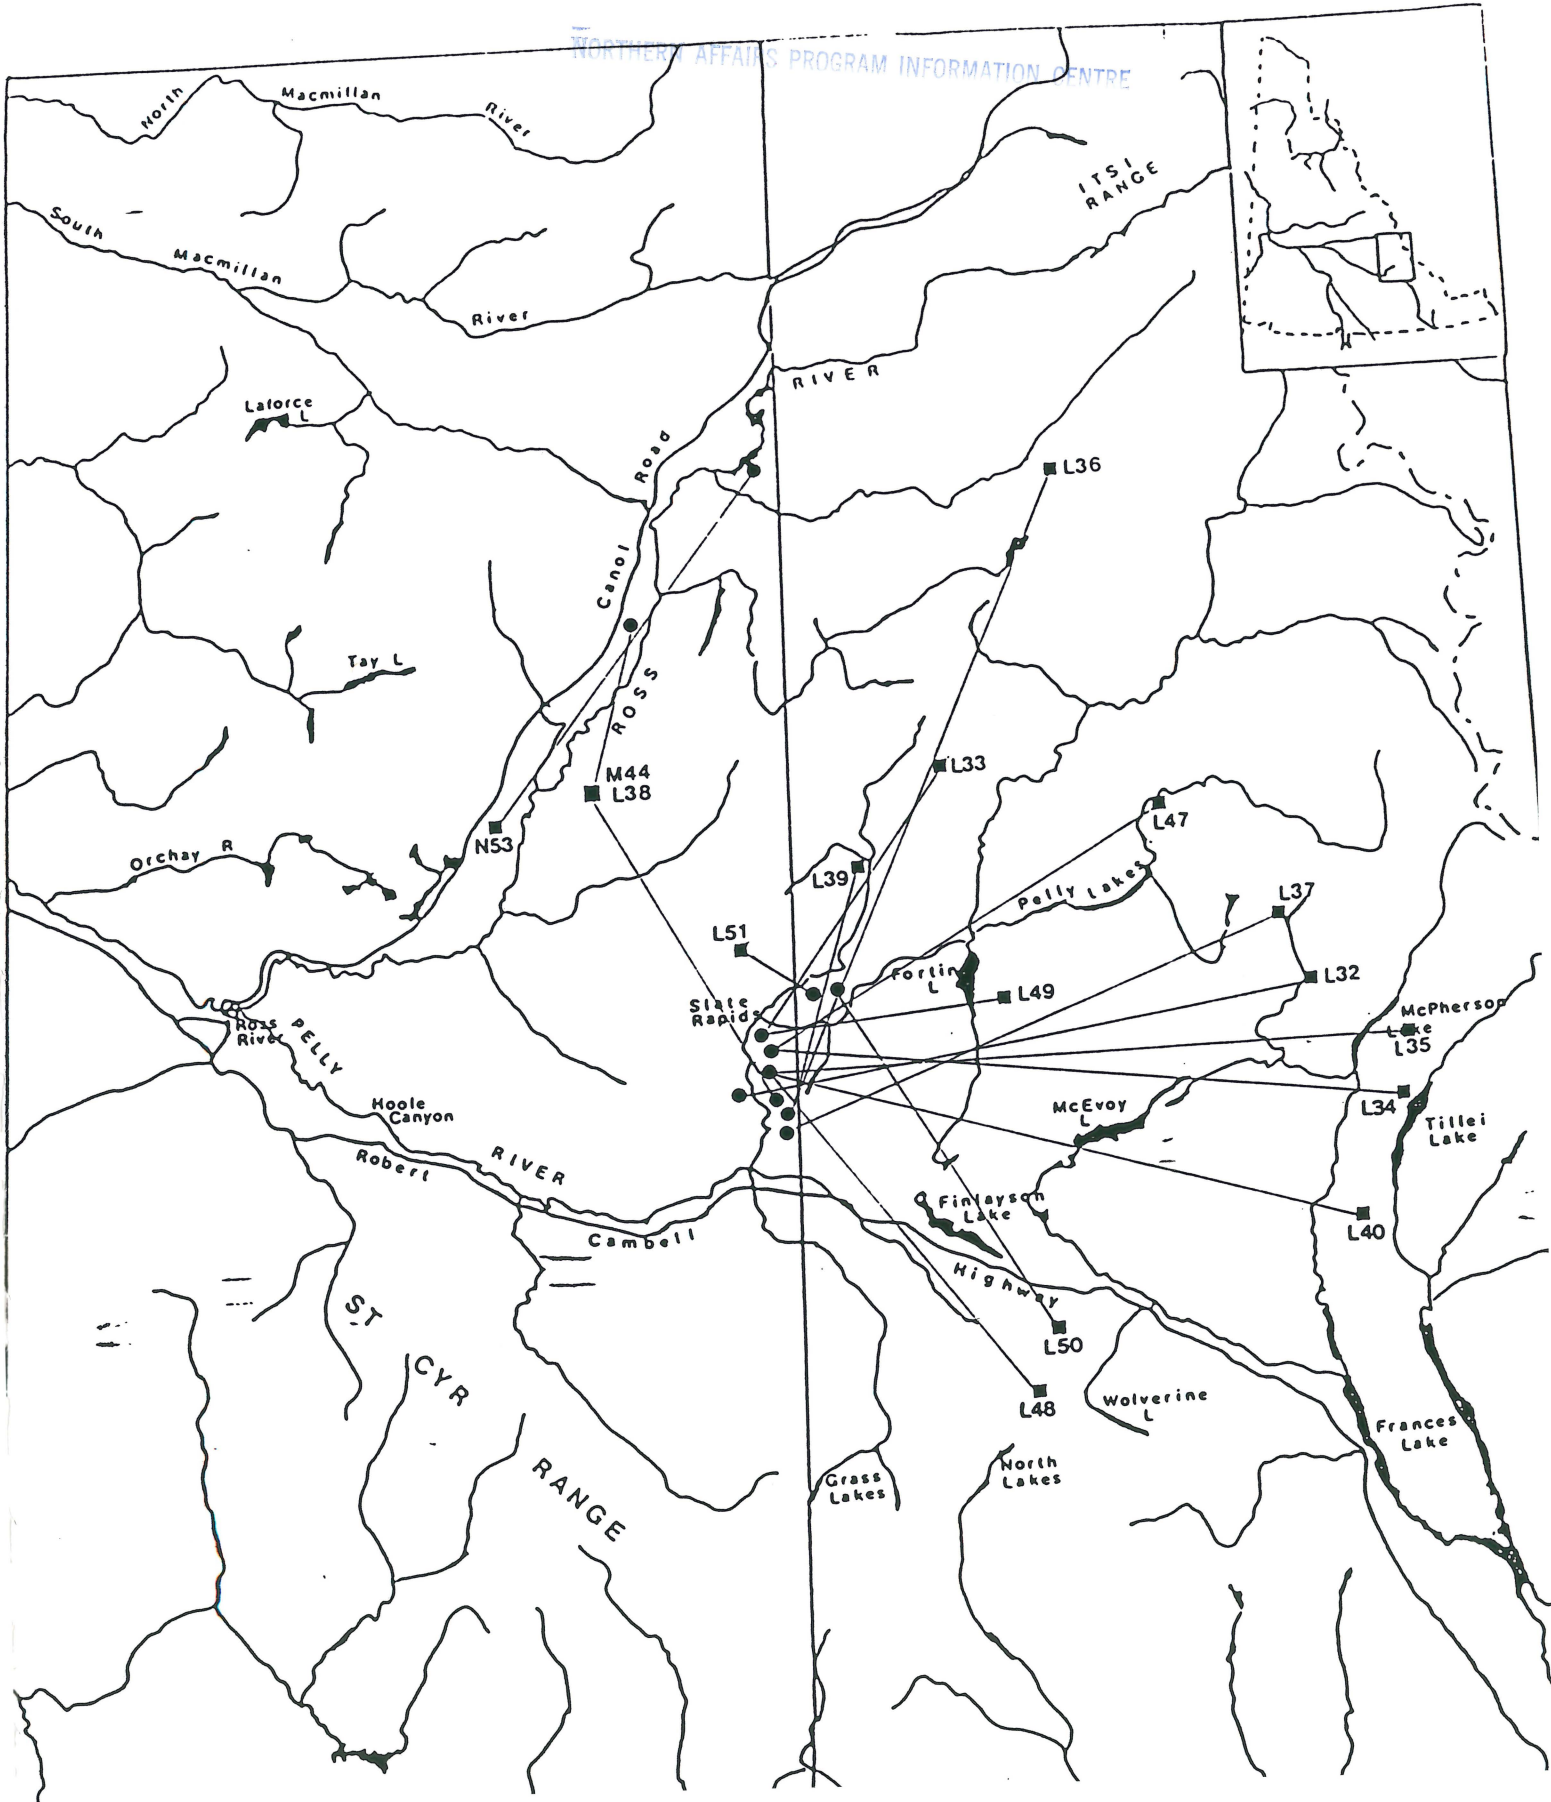 NORTHERN AFFAIRS PROGRAM INFORMATION CENTRE
North Macmillan River
ITSI
RANGE
South Macmillan River
RIVER
Laforce
L
Canol Road
L36
Tay L
ROSS
M44
L38
L33
N53
L47
Orchay R
L39
Pelly Lakes
L37
L51
Fortin
L
L32
L49
Slate
Rapids
McPherson
Lake
L35
Ross
River
PELLY
L34
Hoole
Canyon
McEvoy
L
Tillei
Lake
RIVER
Robert
Finlayson
Lake
L40
Cambell
Highway
ST
L50
CYR
L48
Wolverine
L
Frances
Lake
RANGE
Grass
Lakes
North
Lakes